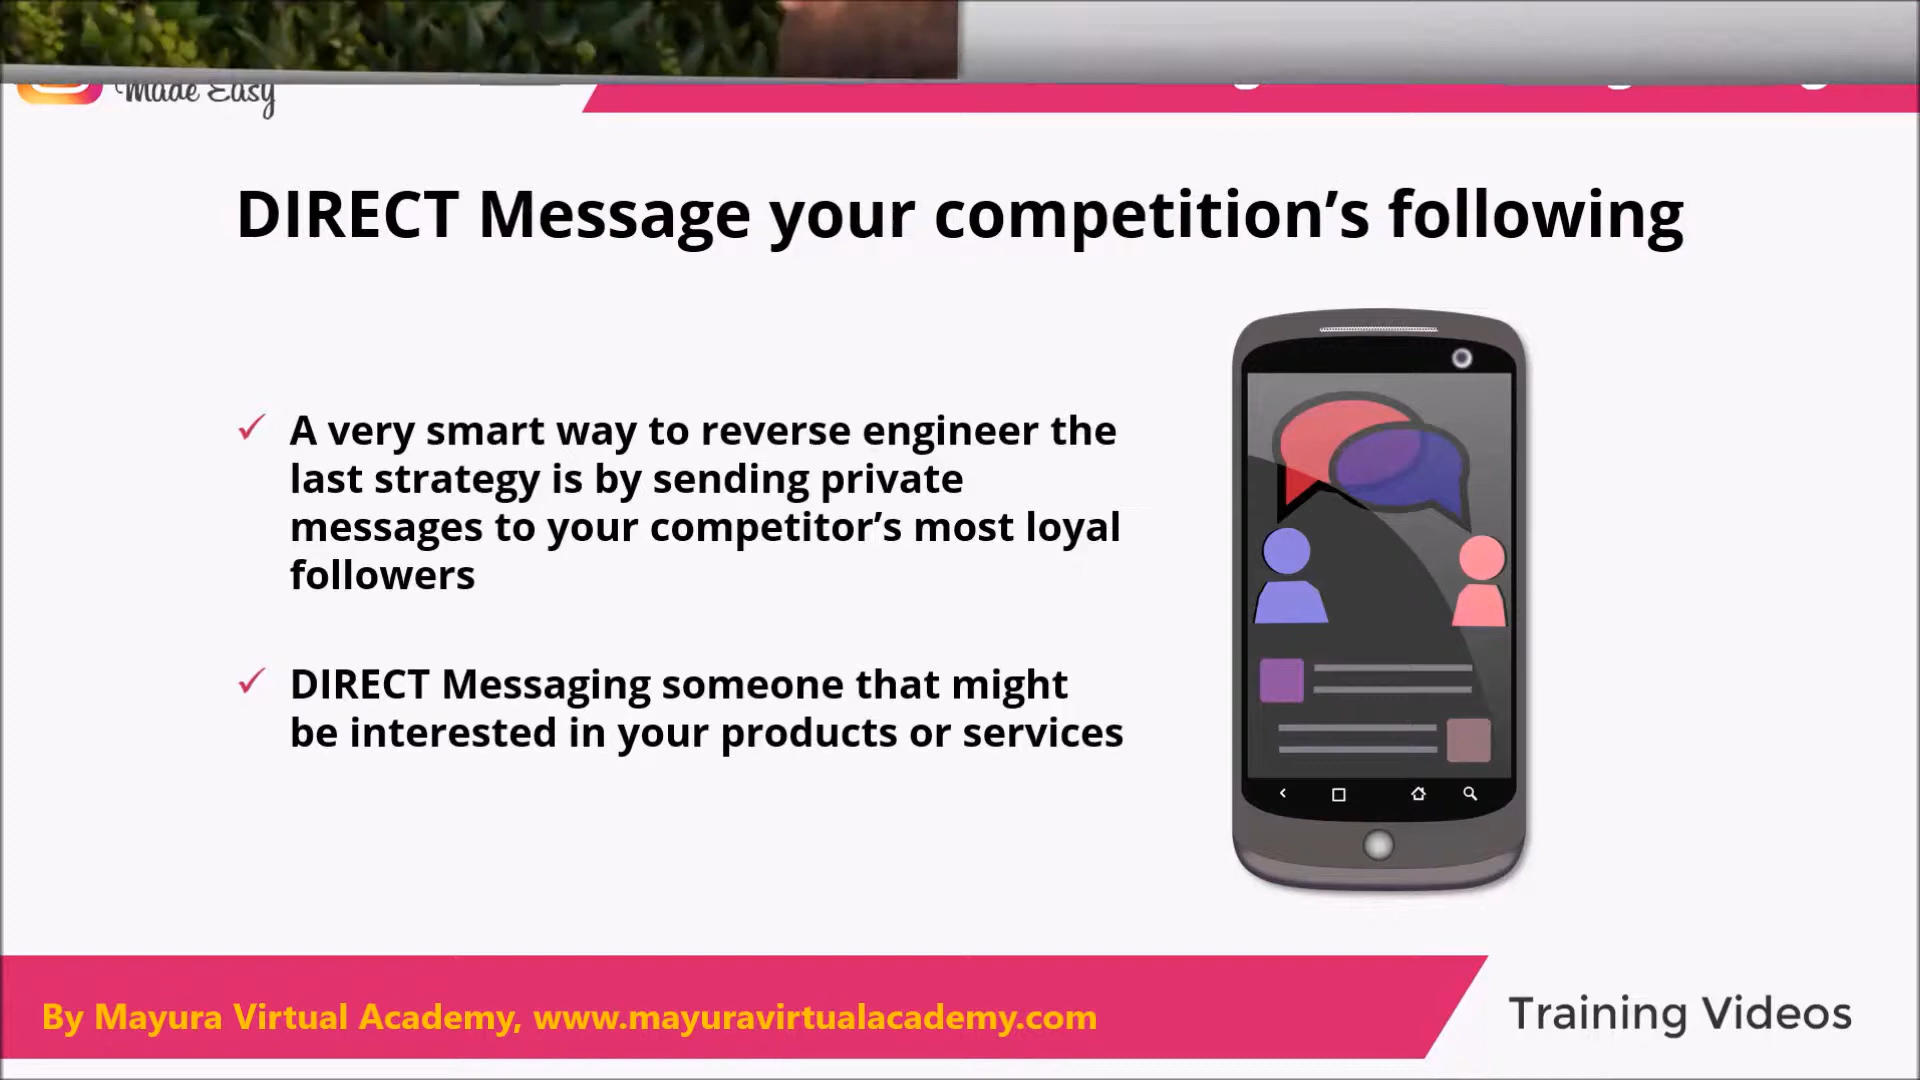 Made Easy
DIRECT Message your competition’s following
A very smart way to reverse engineer the
last strategy is by sending private
messages to your competitor’s most loyal
followers
DIRECT Messaging someone that might
be interested in your products or services
By Mayura Virtual Academy, www.mayuravirtualacademy.com
Training Videos